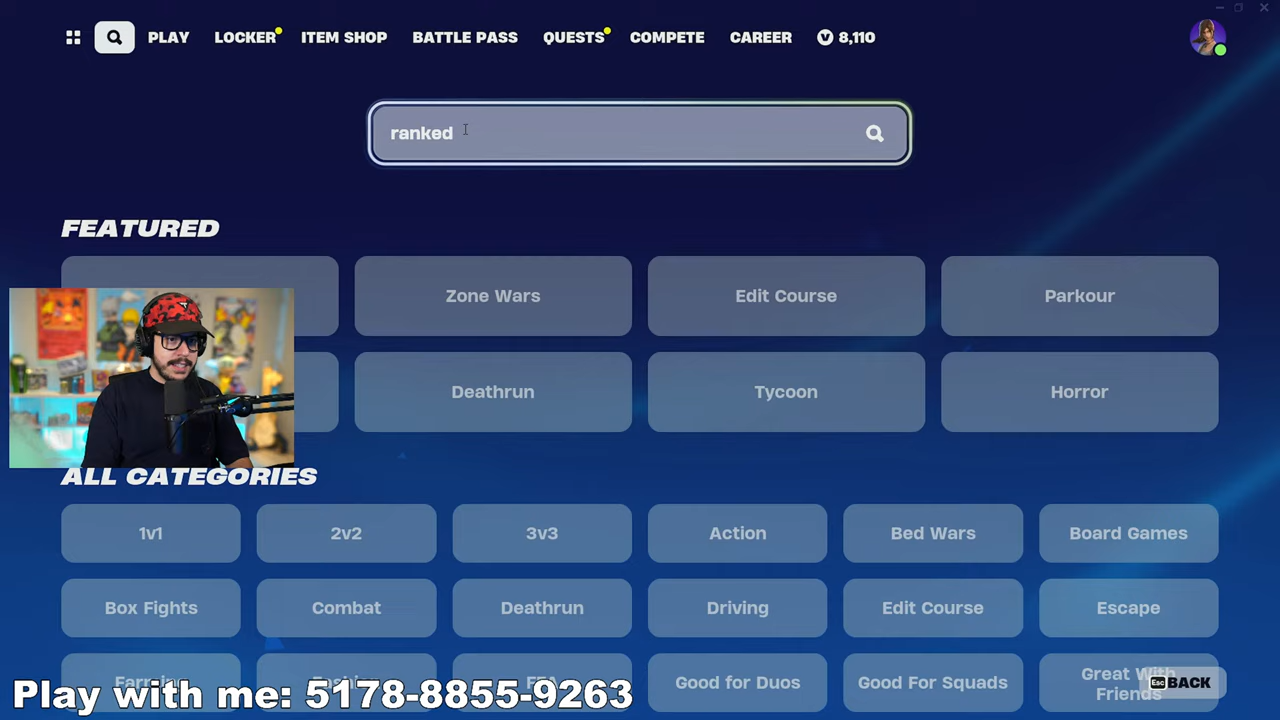 PLAY
LOCKER
ITEM SHOP
BATTLE PASS
QUESTS
COMPETE
CAREER
8,110
ranked
FEATURED
Zone Wars
Edit Course
Parkour
Deathrun
Tycoon
Horror
ALL CATEGORIES
1v1
2v2
3v3
Action
Bed Wars
Board Games
Box Fights
Combat
Deathrun
Driving
Edit Course
Escape
Good for Duos
Good For Squads
Great With
Friends
Esc BACK
Play with me: 5178-8855-9263